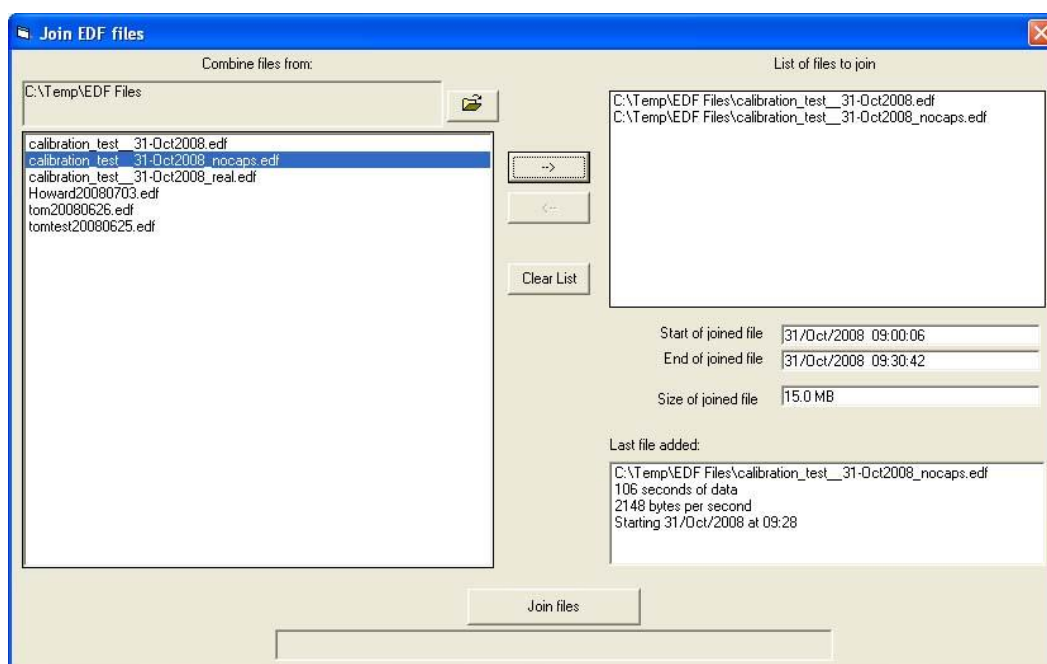 Join EDF files
Combine files from:
C:\Temp\EDF Files
calibration_test__31-Oct2008.edf
calibration_test__31-Oct2008_nocaps.edf
calibration_test__31-Oct2008_real.edf
Howard20080703.edf
tom20080626.edf
tomtest20080625.edf
-->
<--
Clear List
List of files to join
C:\Temp\EDF Files\calibration_test__31-Oct2008.edf
C:\Temp\EDF Files\calibration_test__31-Oct2008_nocaps.edf
Start of joined file 31/Oct/2008 09:00:06
End of joined file 31/Oct/2008 09:30:42
Size of joined file 15.0 MB
Last file added:
C:\Temp\EDF Files\calibration_test__31-Oct2008_nocaps.edf
106 seconds of data
2148 bytes per second
Starting 31/Oct/2008 at 09:28
Join files